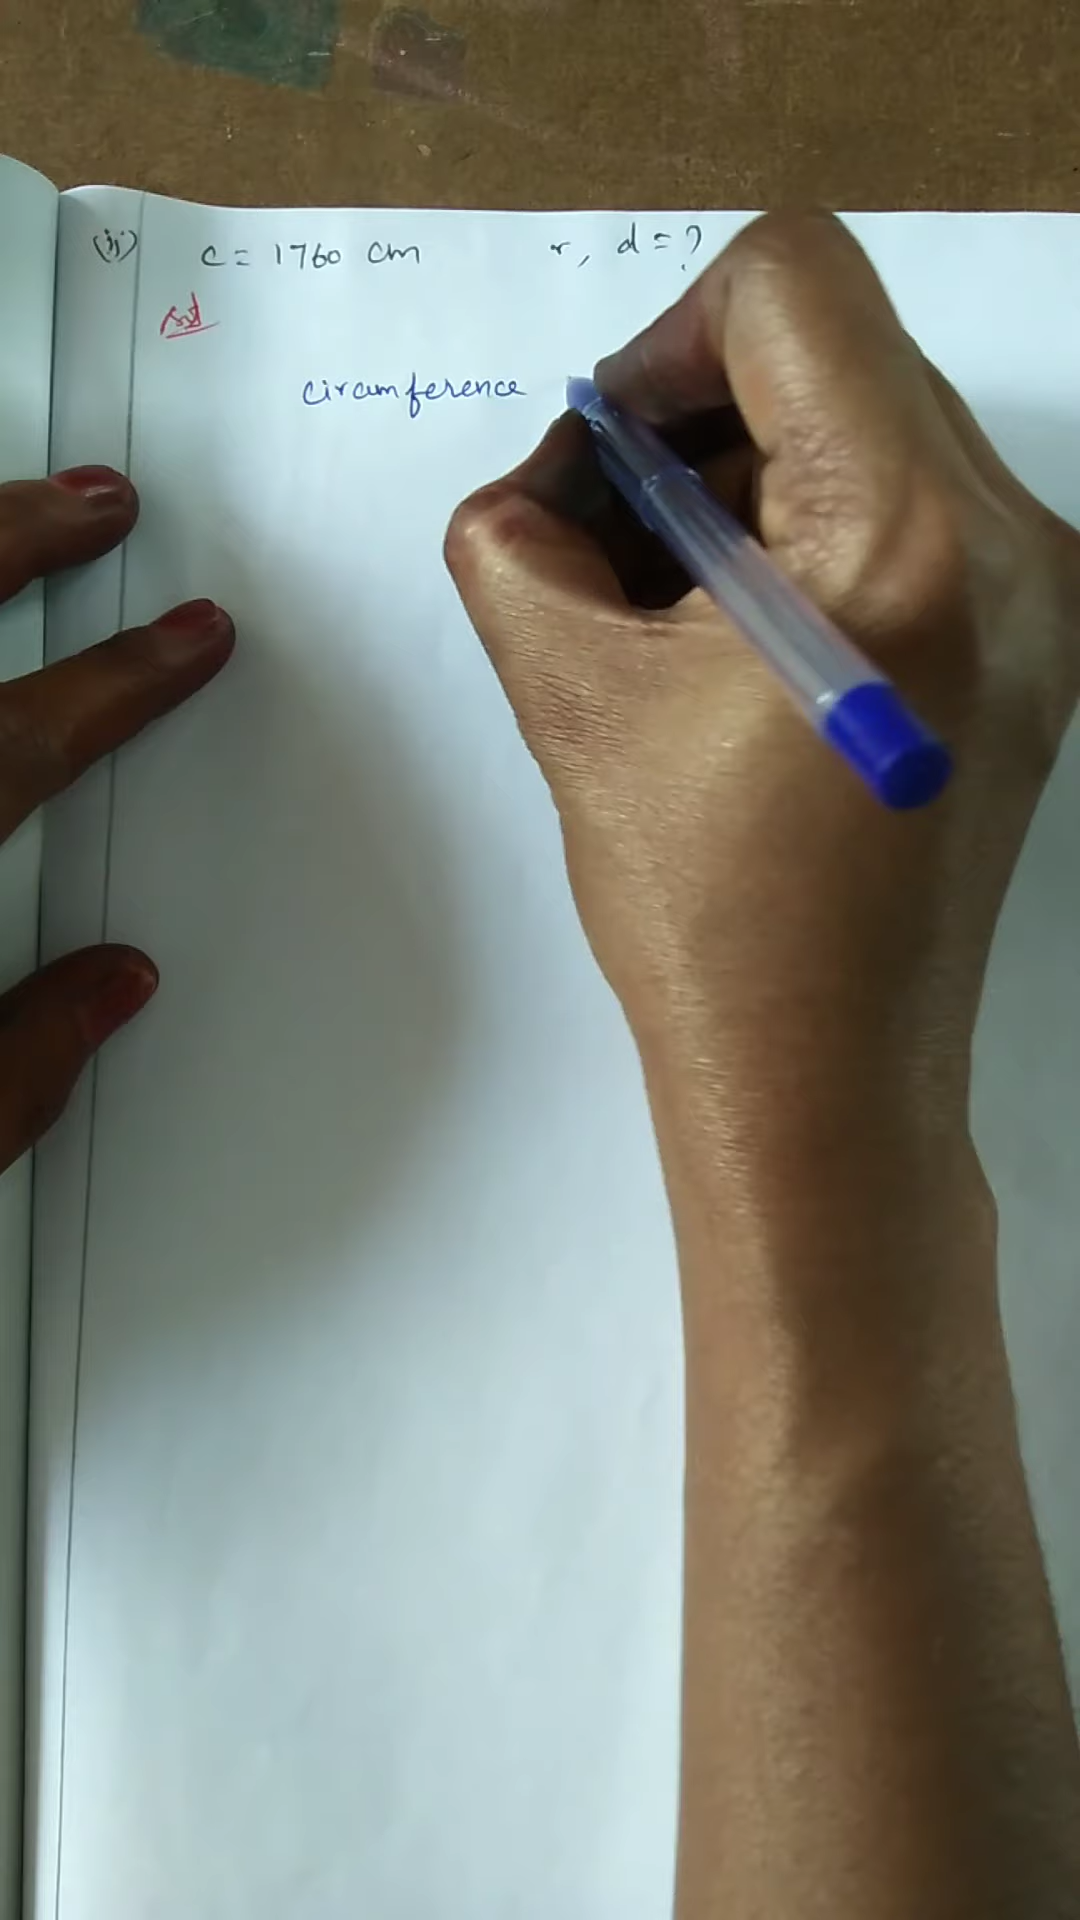 (ii) c = 1760 cm r, d = ?
Sol
circumference